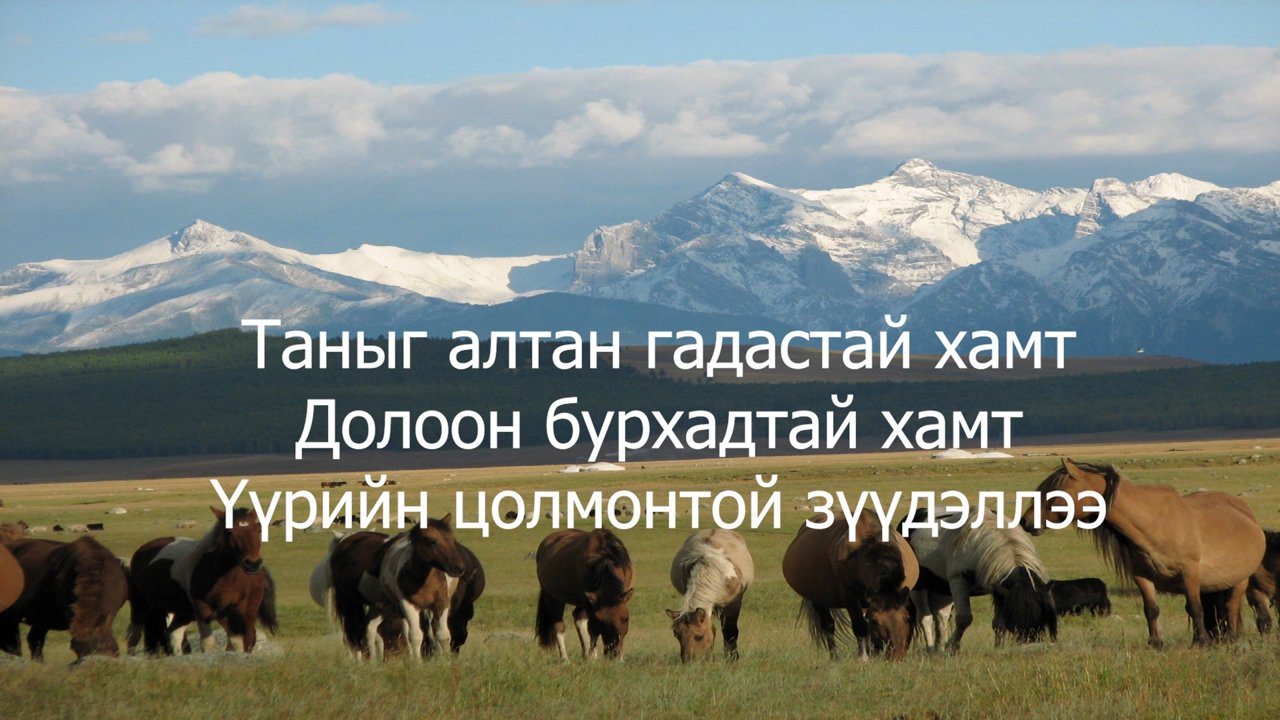 Таныг алтан гадастай хамт
Долоон бурхадтай хамт
Үүрийн цолмонтой зүүдэллээ